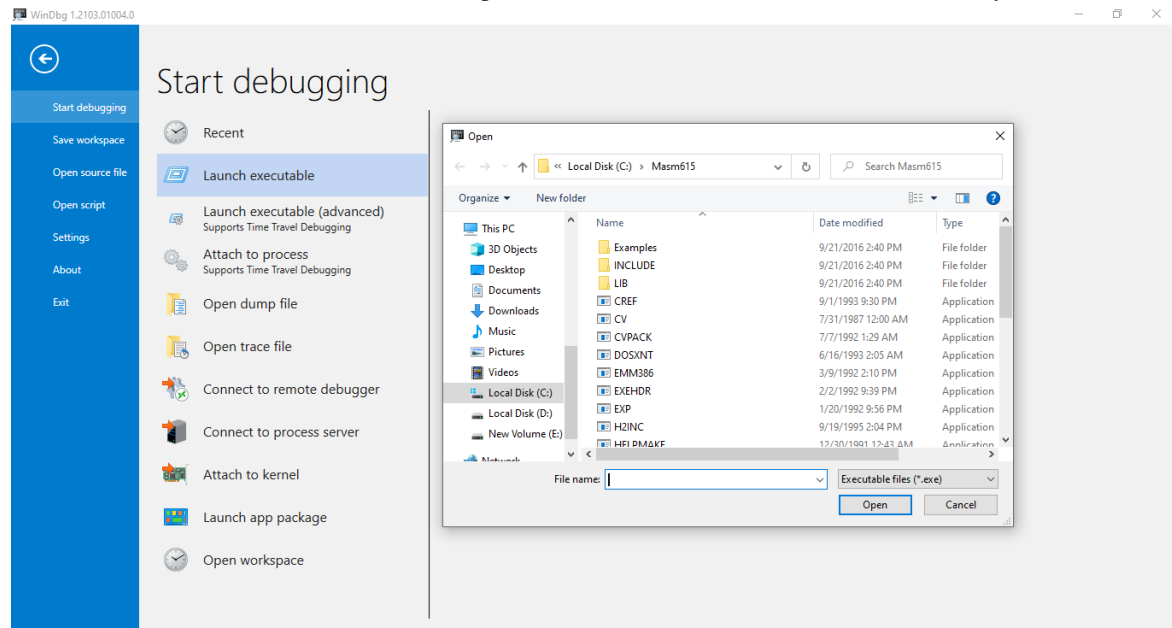 WinDbg 1.2103.01004.0
Start debugging
Save workspace
Open source file
Open script
Settings
About
Exit
Start debugging
Recent
Launch executable
Launch executable (advanced)
Supports Time Travel Debugging
Attach to process
Supports Time Travel Debugging
Open dump file
Open trace file
Connect to remote debugger
Connect to process server
Attach to kernel
Launch app package
Open workspace
Open
« Local Disk (C:) › Masm615
Search Masm615
Organize
New folder
This PC
3D Objects
Desktop
Documents
Downloads
Music
Pictures
Videos
Local Disk (C:)
Local Disk (D:)
New Volume (E:)
Network
Name Date modified Type
Examples 9/21/2016 2:40 PM File folder
INCLUDE 9/21/2016 2:40 PM File folder
LIB 9/21/2016 2:40 PM File folder
CREF 9/1/1993 9:30 PM Application
CV 7/31/1987 12:00 AM Application
CVPACK 7/7/1992 1:29 AM Application
DOSXNT 6/16/1993 2:05 AM Application
EMM386 3/9/1992 2:10 PM Application
EXEHDR 2/2/1992 9:39 PM Application
EXP 1/20/1992 9:56 PM Application
H2INC 9/19/1995 2:04 PM Application
HELPMAKE 12/30/1991 12:43 AM Application
File name:
Executable files (*.exe)
Open
Cancel